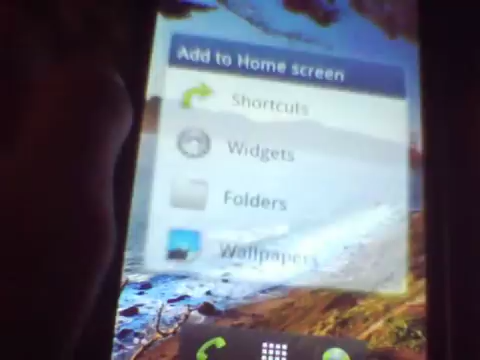 Add to Home screen
Shortcuts
Widgets
Folders
Wallpapers